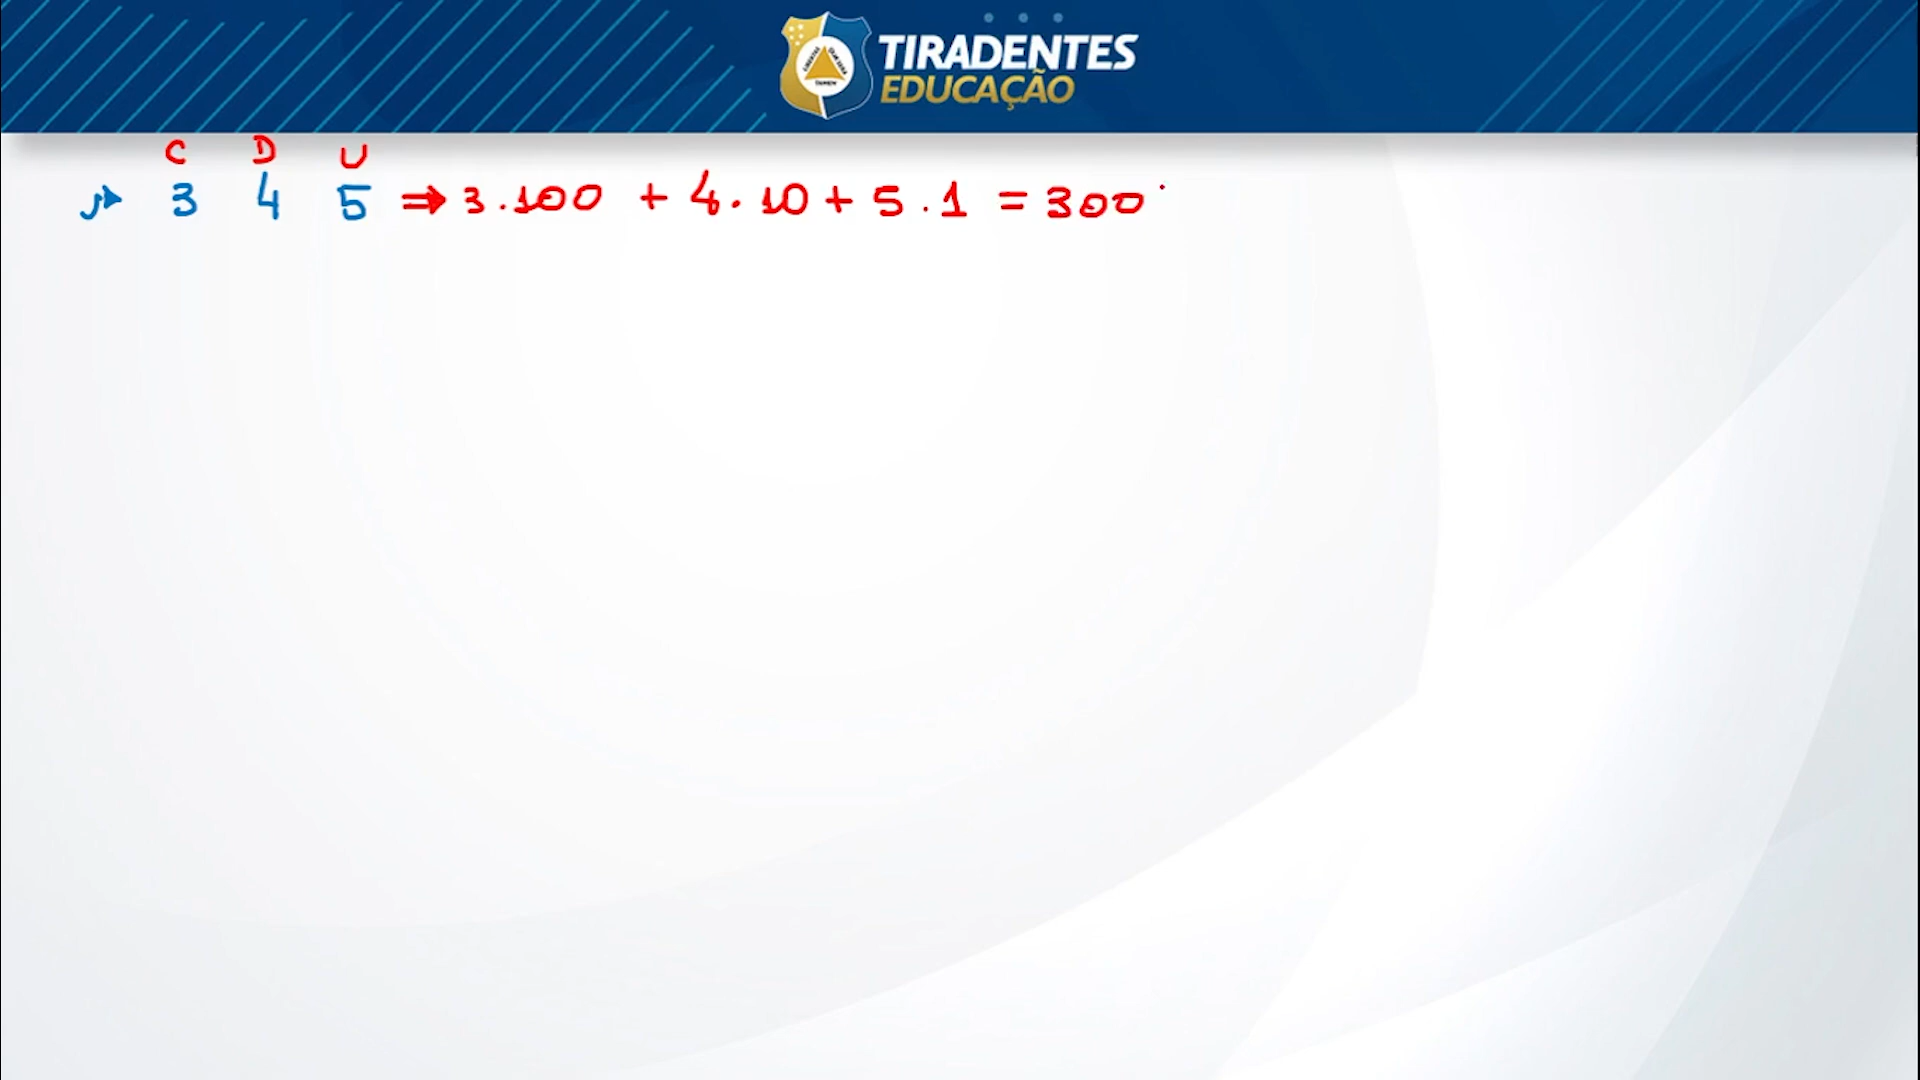 TIRADENTES
EDUCAÇÃO
C D U
3 4 5 ⇒ 3.100 + 4.10 + 5.1 = 300